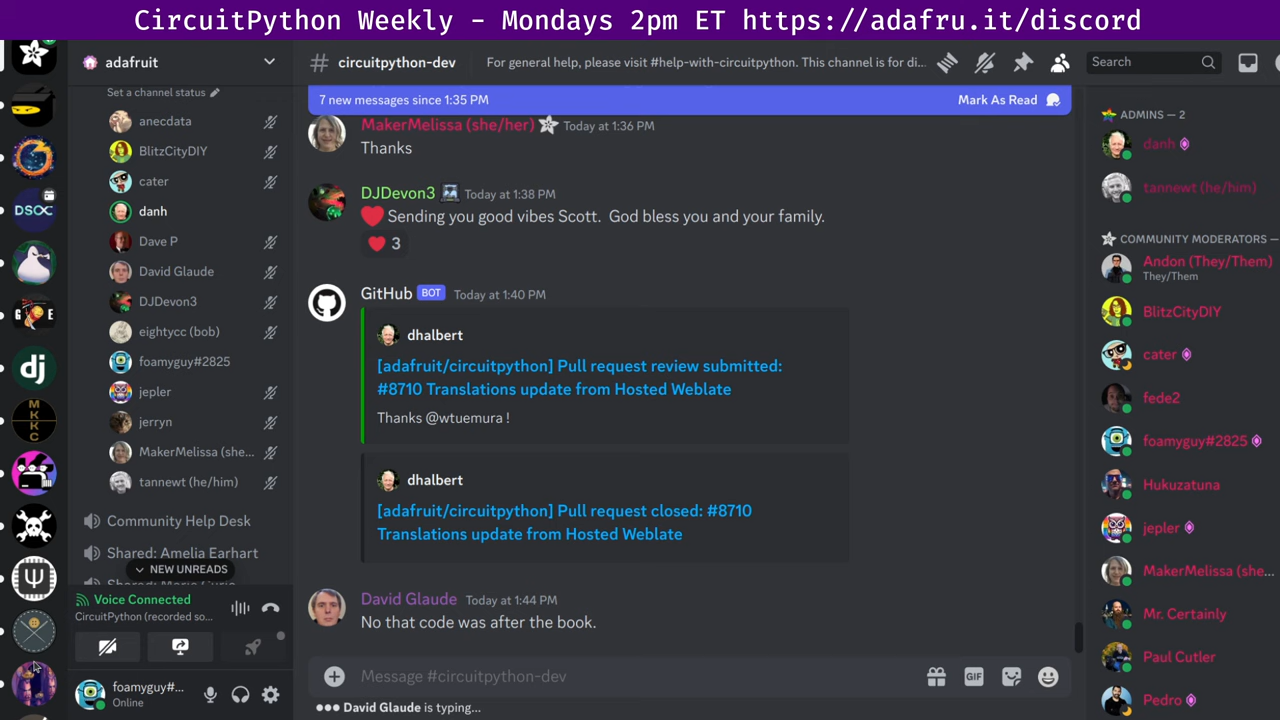 CircuitPython Weekly - Mondays 2pm ET https://adafru.it/discord
adafruit
Set a channel status
anecdata
BlitzCityDIY
cater
danh
Dave P
David Glaude
DJDevon3
eightycc (bob)
foamyguy#2825
jepler
jerryn
MakerMelissa (she...
tannewt (he/him)
Community Help Desk
Shared: Amelia Earhart
NEW UNREADS
Voice Connected
CircuitPython (recorded so...
foamyguy#...
Online
DSOC
dj
MK
KC
# circuitpython-dev
For general help, please visit #help-with-circuitpython. This channel is for di...
Search
7 new messages since 1:35 PM
Mark As Read
MakerMelissa (she/her) Today at 1:36 PM
Thanks
DJDevon3 Today at 1:38 PM
Sending you good vibes Scott. God bless you and your family.
3
GitHub BOT Today at 1:40 PM
dhalbert
[adafruit/circuitpython] Pull request review submitted:
#8710 Translations update from Hosted Weblate
Thanks @wtuemura !
dhalbert
[adafruit/circuitpython] Pull request closed: #8710
Translations update from Hosted Weblate
David Glaude Today at 1:44 PM
No that code was after the book.
Message #circuitpython-dev
GIF
David Glaude is typing...
ADMINS — 2
danh
tannewt (he/him)
COMMUNITY MODERATORS —
Andon (They/Them)
They/Them
BlitzCityDIY
cater
fede2
foamyguy#2825
Hukuzatuna
jepler
MakerMelissa (she...
Mr. Certainly
Paul Cutler
Pedro